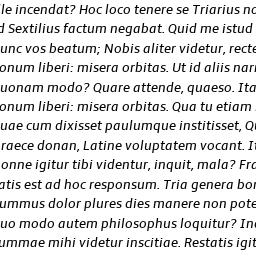 lle incendat? Hoc loco tenere se Triarius no
d Sextilius factum negabat. Quid me istud
unc vos beatum; Nobis aliter videtur, recte
onum liberi: misera orbitas. Ut id aliis narr
uonam modo? Quare attende, quaeso. Ita
onum liberi: misera orbitas. Qua tu etiam
uae cum dixisset paulumque institisset, Qu
raece donan, Latine voluptatem vocant. It
onne igitur tibi videntur, inquit, mala? Fra
atis est ad hoc responsum. Tria genera bon
ummus dolor plures dies manere non pote
uo modo autem philosophus loquitur? Ine
ummae mihi videtur inscitiae. Restatis igit